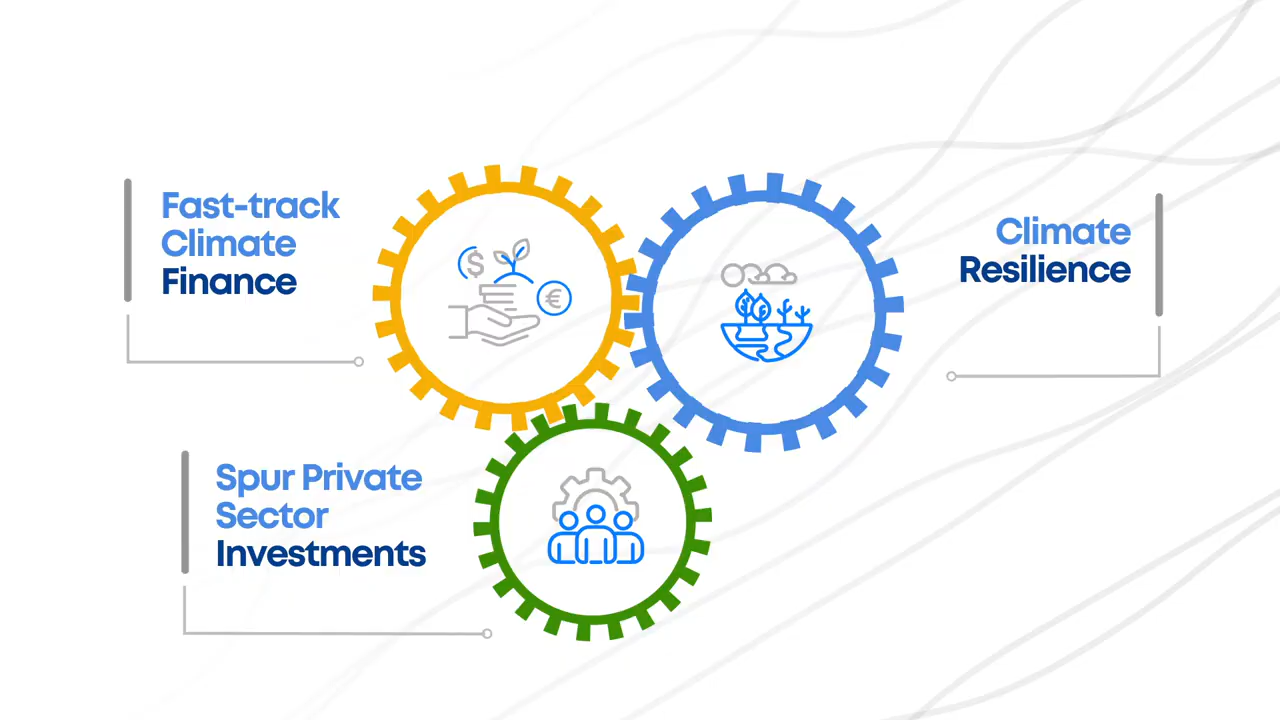 Fast-track
Climate
Finance
Climate
Resilience
Spur Private
Sector
Investments
$
€